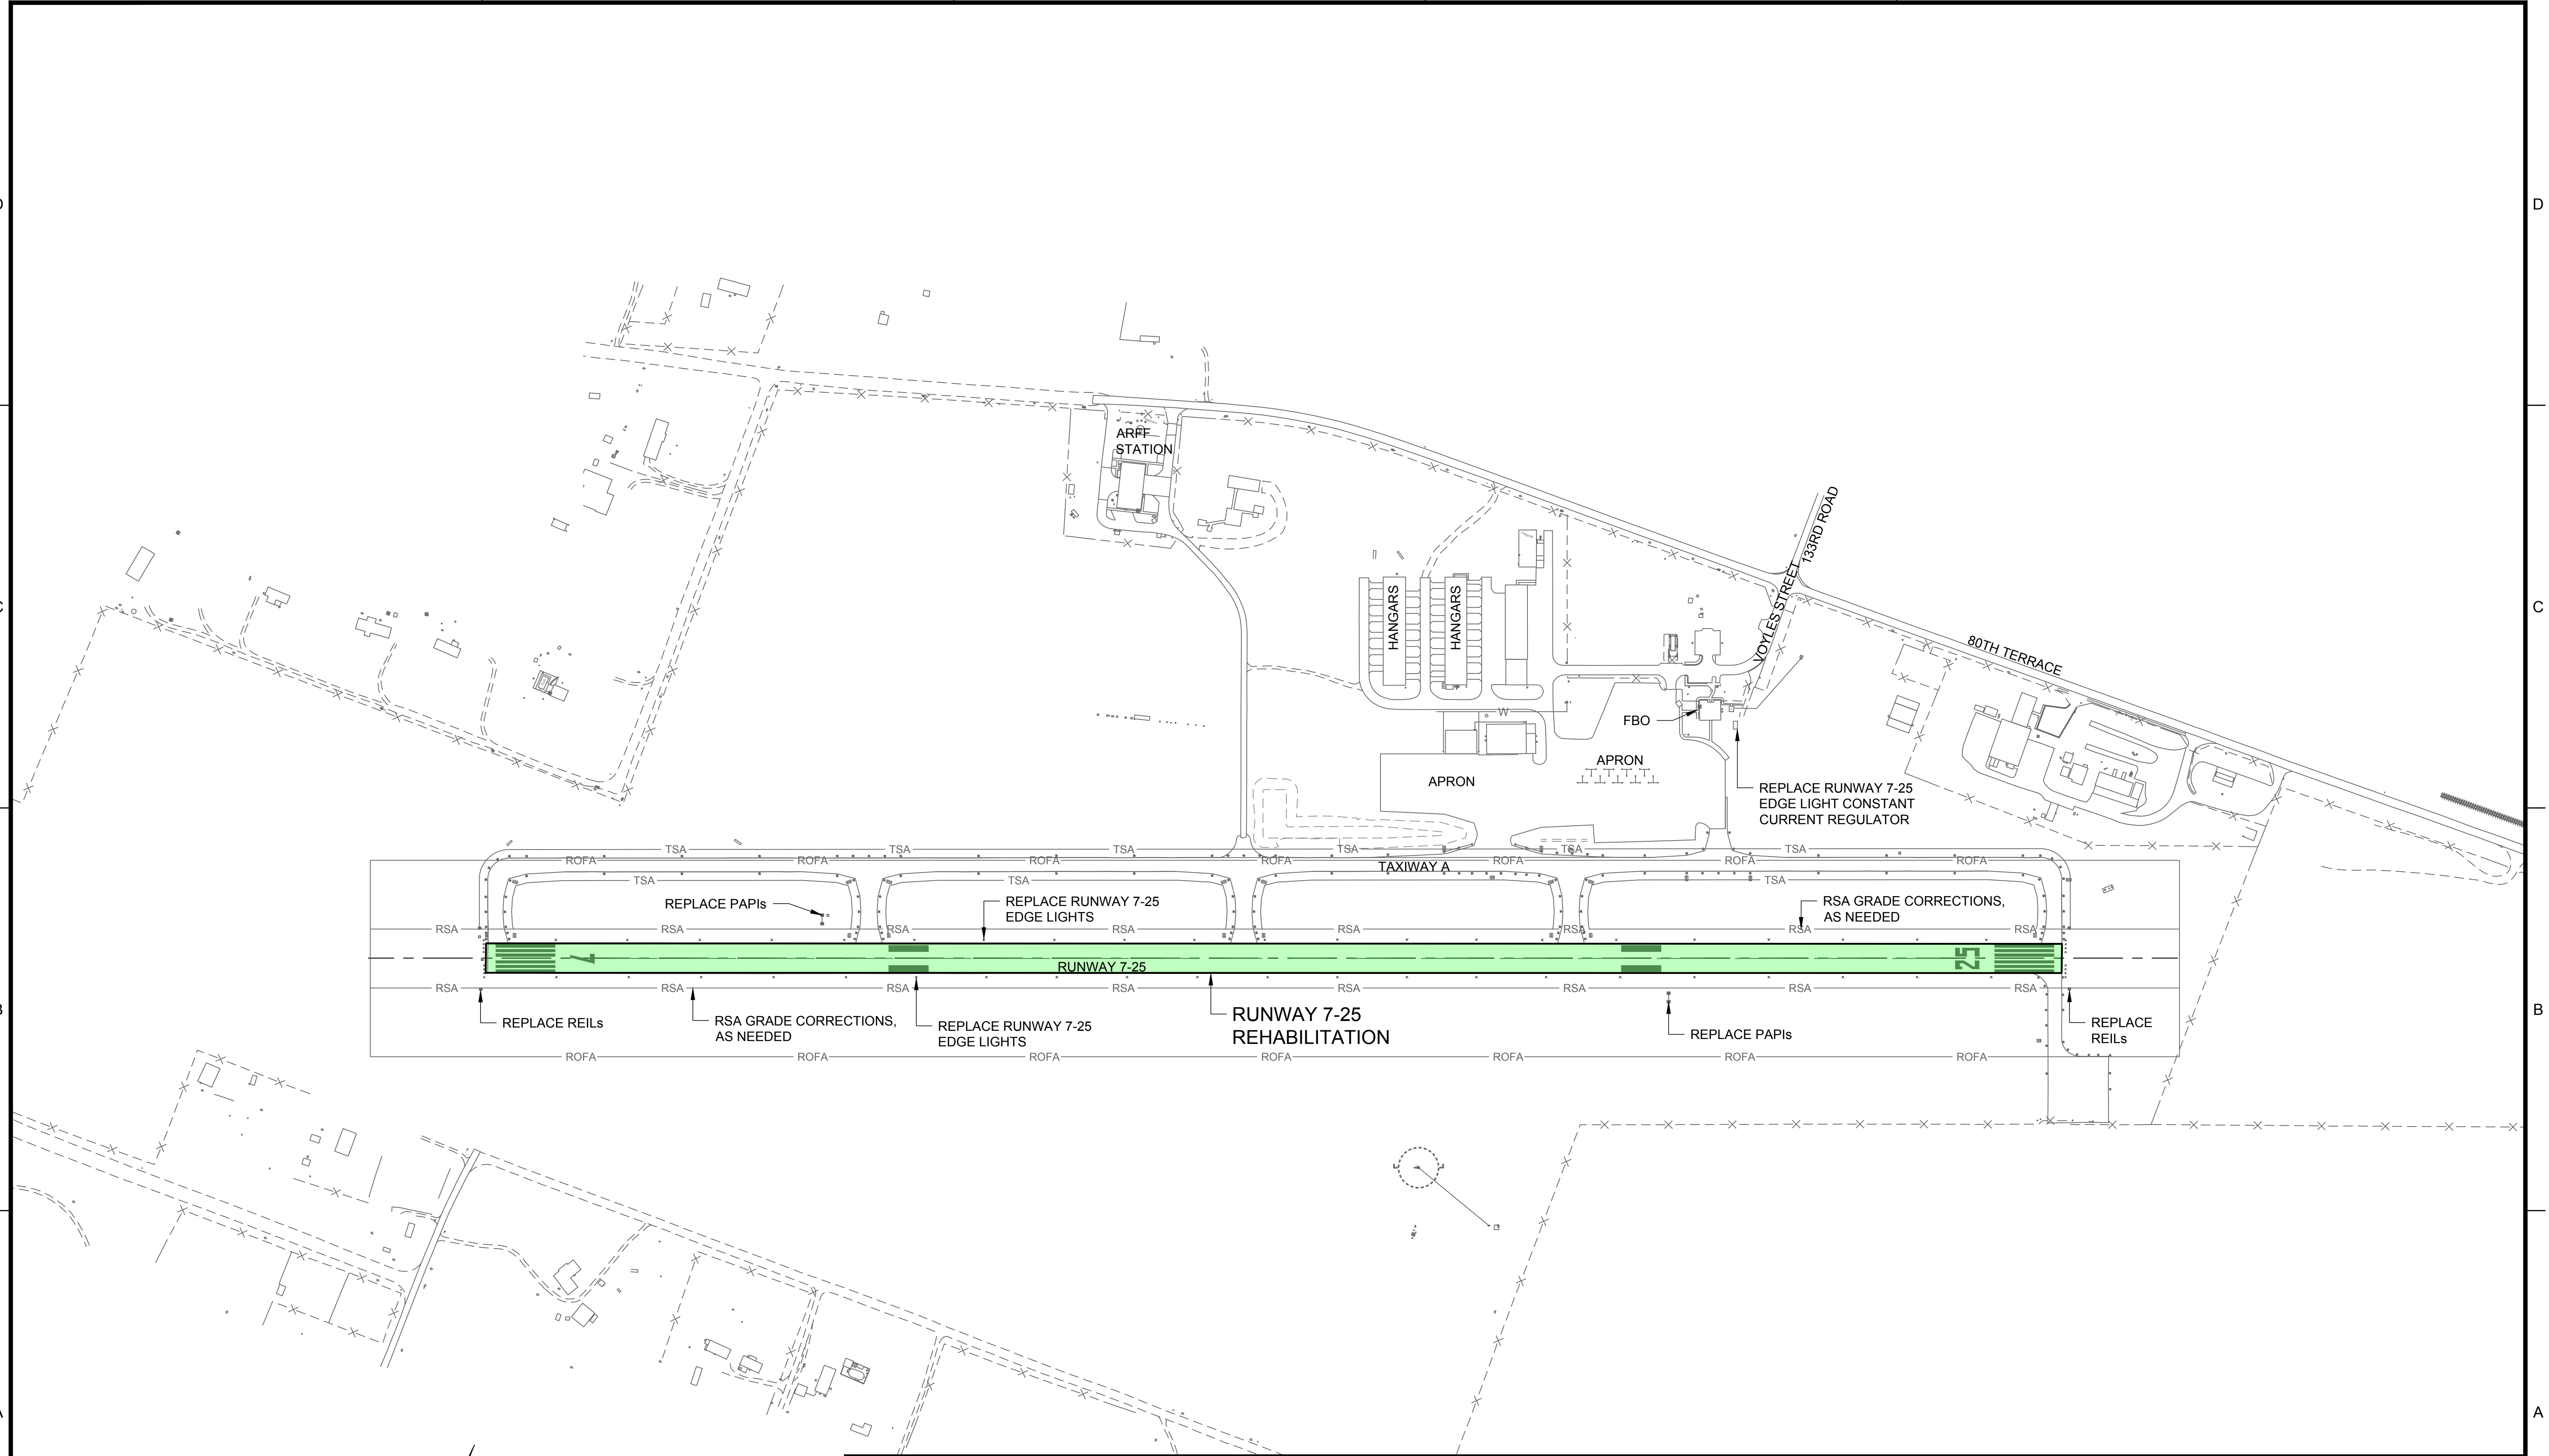 D
ARFF
STATION
133RD ROAD
VOYLES STREET
HANGARS
HANGARS
C
80TH TERRACE
W
FBO
APRON
APRON
REPLACE RUNWAY 7-25
EDGE LIGHT CONSTANT
CURRENT REGULATOR
TSA TSA TSA TSA TSA TSA
ROFA ROFA ROFA ROFA ROFA ROFA ROFA
TAXIWAY A
TSA TSA TSA
REPLACE PAPIs
REPLACE RUNWAY 7-25
EDGE LIGHTS
RSA GRADE CORRECTIONS,
AS NEEDED
RSA RSA RSA RSA RSA RSA RSA RSA
7
25
RUNWAY 7-25
RSA RSA RSA RSA RSA RSA RSA RSA
REPLACE REILs
RSA GRADE CORRECTIONS,
AS NEEDED
REPLACE RUNWAY 7-25
EDGE LIGHTS
RUNWAY 7-25
REHABILITATION
REPLACE PAPIs
REPLACE
REILs
B
ROFA ROFA ROFA ROFA ROFA ROFA ROFA
A